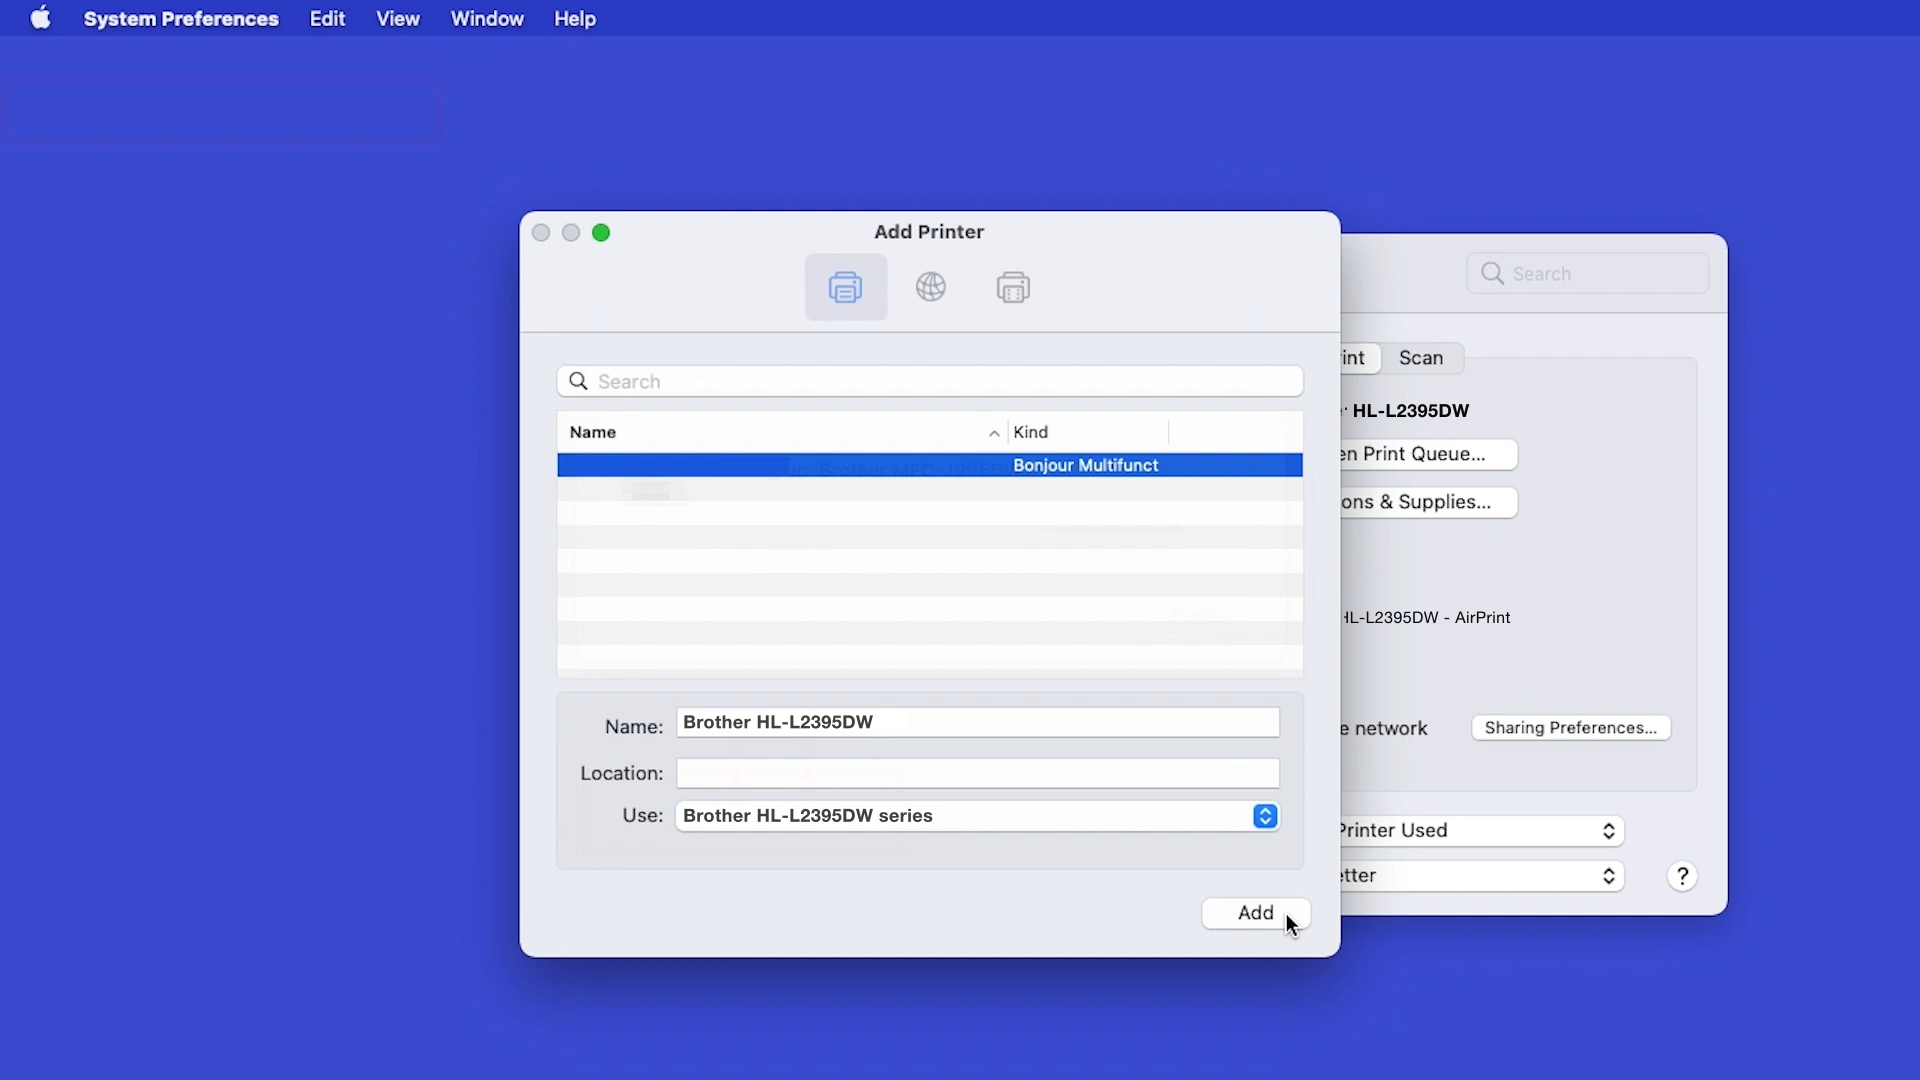 System Preferences Edit View Window Help
Add Printer
Search
Search
int Scan
Name Kind
HL-L2395DW
Bonjour Multifunct
en Print Queue...
ons & Supplies...
HL-L2395DW - AirPrint
Name: Brother HL-L2395DW
e network Sharing Preferences...
Location:
Use: Brother HL-L2395DW series
Printer Used
etter ?
Add